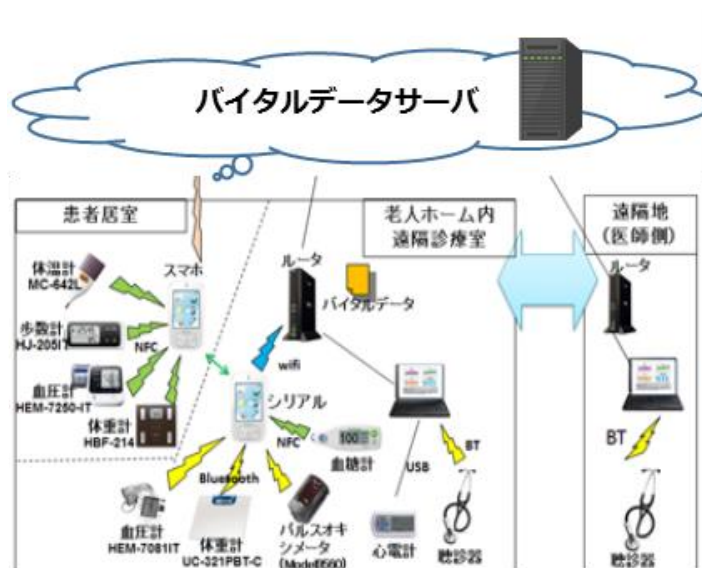 バイタルデータサーバ
患者居室
体温計
MC-642L
スマホ
歩数計
HJ-205IT
NFC
血圧計
HEM-7250-IT
体重計
HBF-214
老人ホーム内
遠隔診療室
ルータ
バイタルデータ
wifi
シリアル
NFC
血糖計
Bluetooth
血圧計
HEM-7081IT
体重計
UC-321PBT-C
パルスオキ
シメータ
(Model9560)
USB
BT
心電計
聴診器
遠隔地
(医師側)
ルータ
BT
聴診器